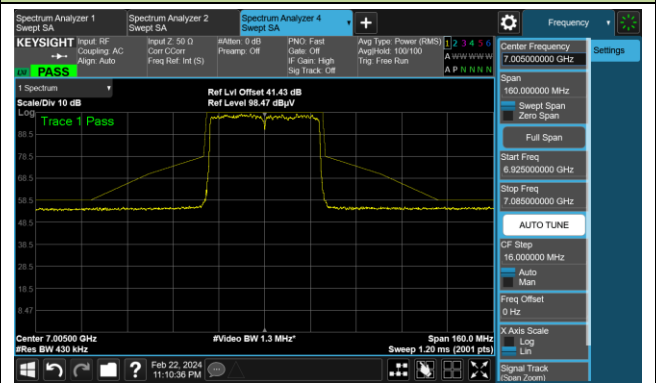 Spectrum Analyzer 1
Swept SA
Spectrum Analyzer 2
Swept SA
Spectrum Analyzer 4
Swept SA
Frequency
KEYSIGHT
PASS
Input: RF
Coupling: AC
Align: Auto
Input Z: 50 Ω
Corr CCorr
Freq Ref: Int (S)
#Atten: 0 dB
Preamp: Off
PNO: Fast
Gate: Off
IF Gain: High
Sig Track: Off
Avg Type: Power (RMS)
Avg|Hold: 100/100
Trig: Free Run
1 2 3 4 5 6
A W W W W W
A P N N N N
1 Spectrum
Scale/Div 10 dB
Ref Lvl Offset 41.43 dB
Ref Level 98.47 dBµV
Log
Trace 1 Pass
88.5
78.5
68.5
58.5
48.5
38.5
28.5
18.5
8.47
Center 7.00500 GHz
#Res BW 430 kHz
#Video BW 1.3 MHz*
Span 160.0 MHz
Sweep 1.20 ms (2001 pts)
Feb 22, 2024
11:10:36 PM
Center Frequency
7.005000000 GHz
Settings
Span
160.000000 MHz
Swept Span
Zero Span
Full Span
Start Freq
6.925000000 GHz
Stop Freq
7.085000000 GHz
AUTO TUNE
CF Step
16.000000 MHz
Auto
Man
Freq Offset
0 Hz
X Axis Scale
Log
Lin
Signal Track
(Span Zoom)